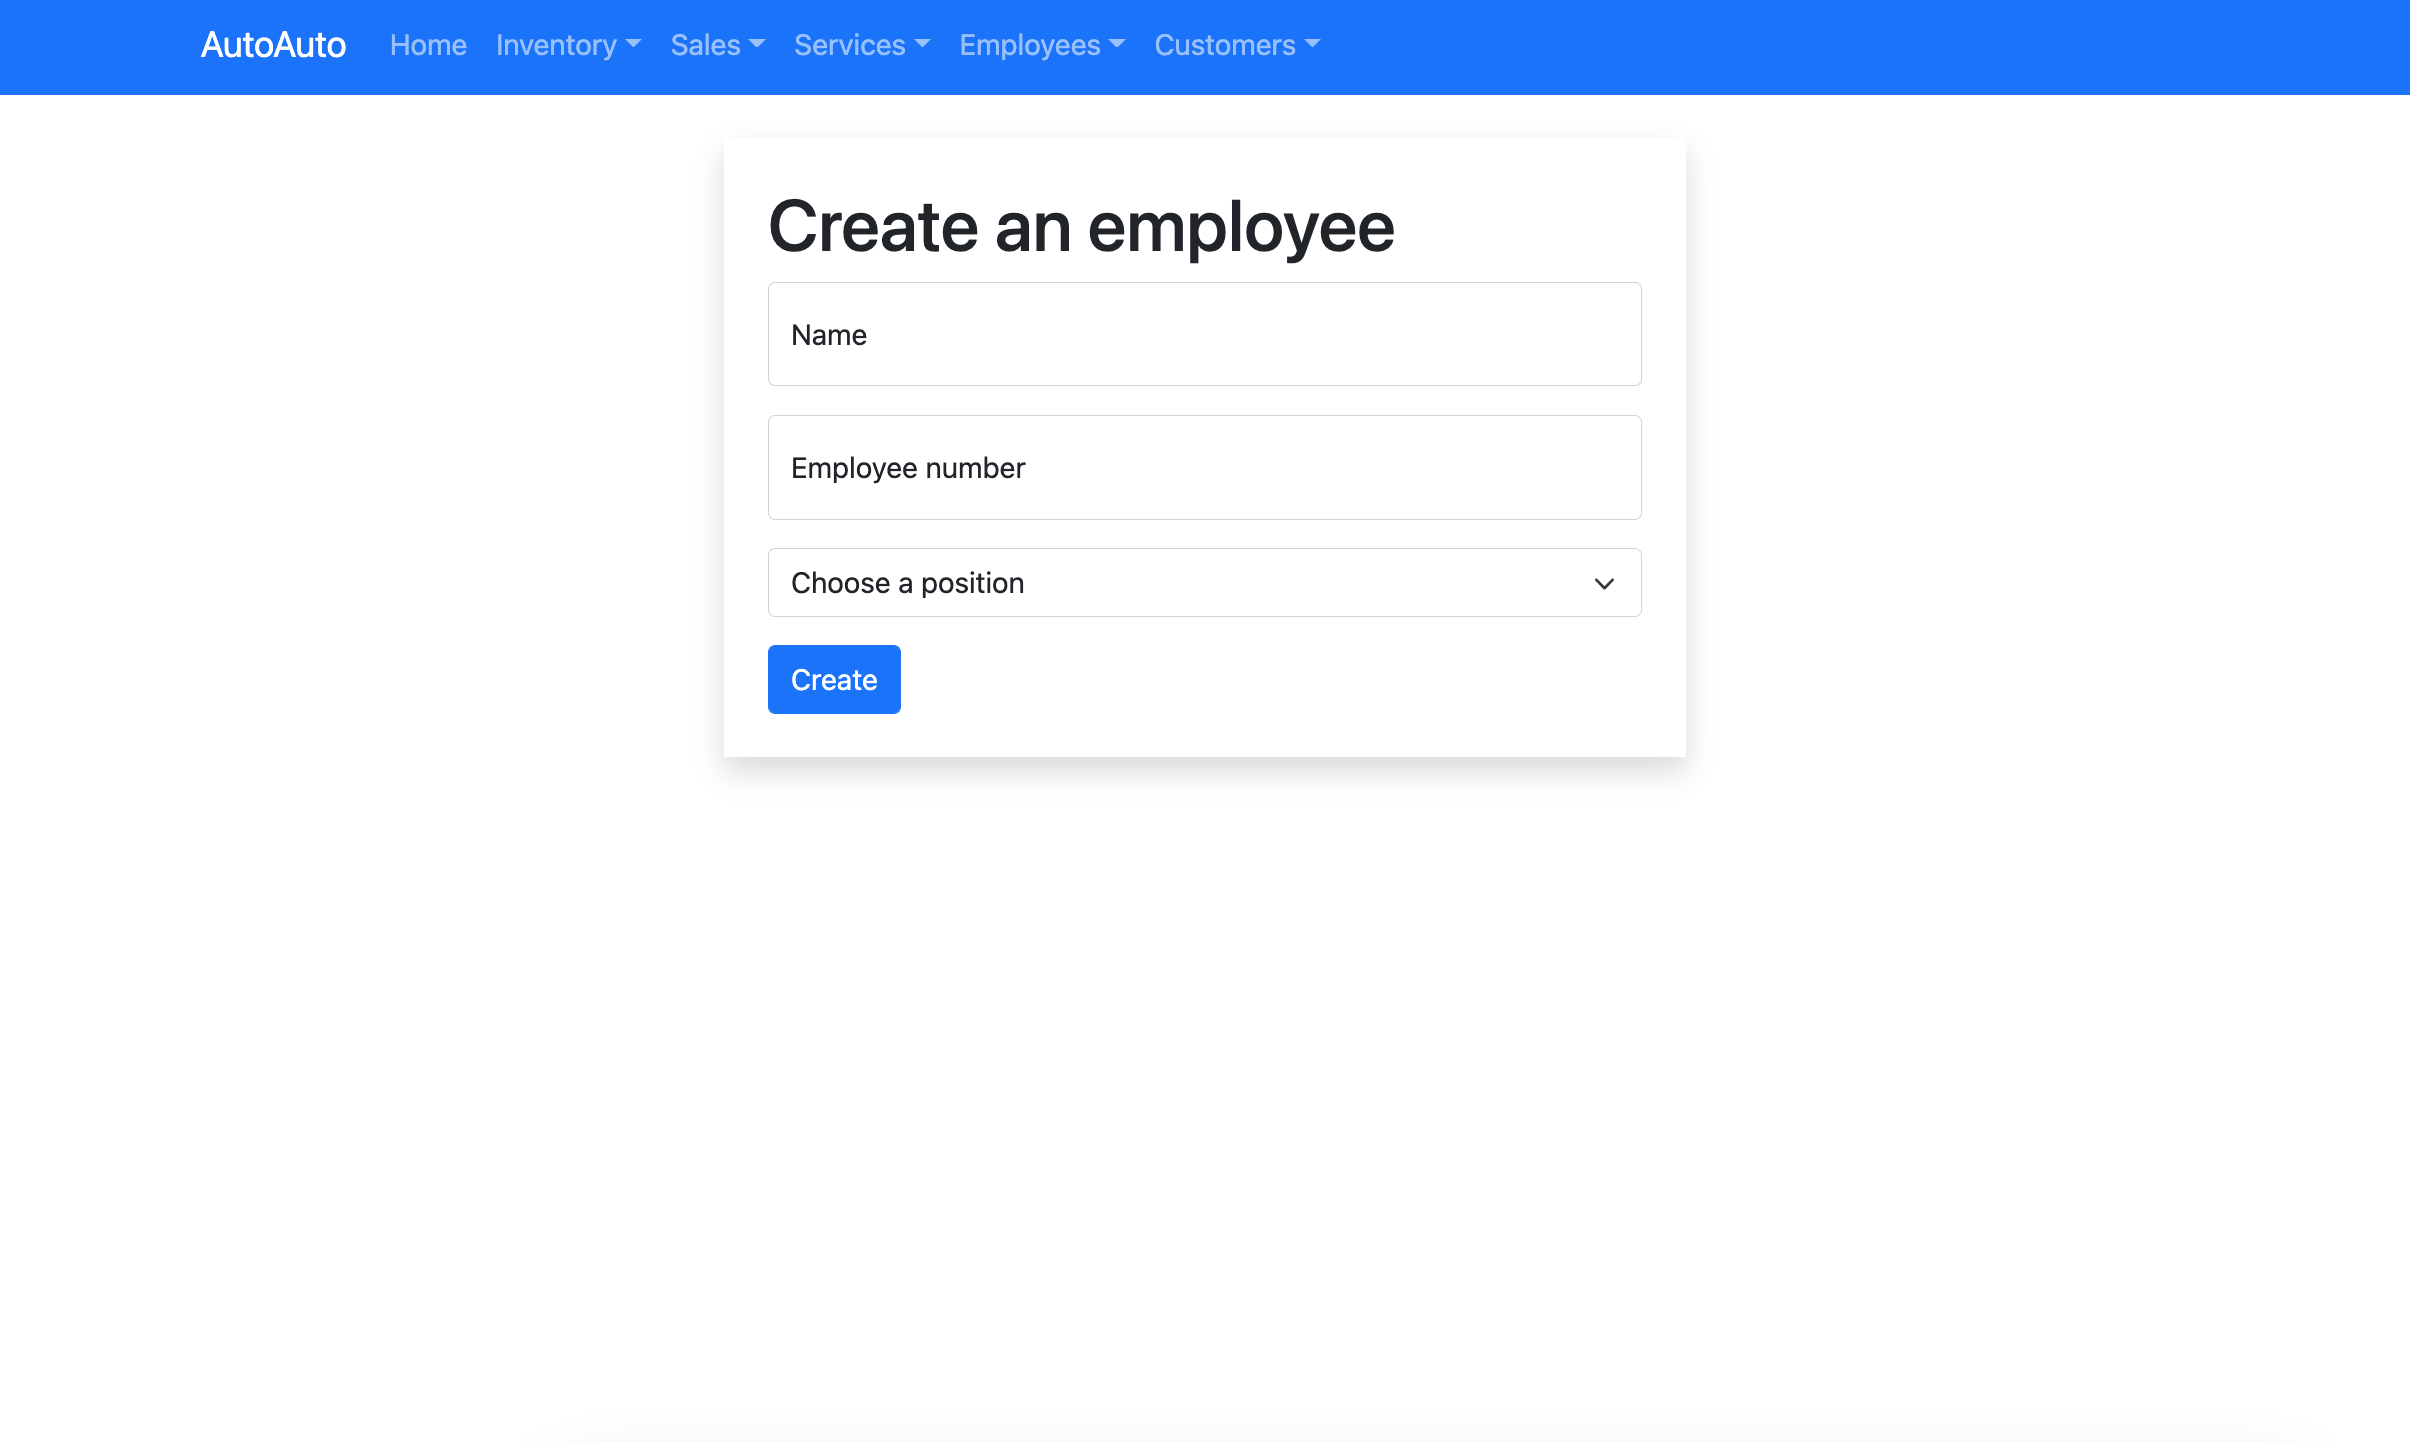 AutoAuto Home Inventory Sales Services Employees Customers
Create an employee
Name
Employee number
Choose a position
Create